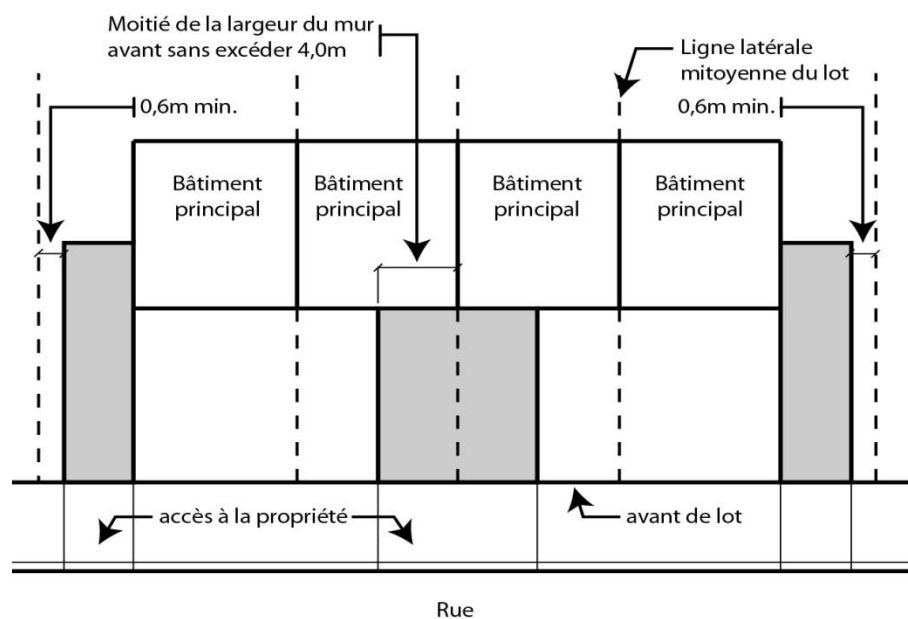 Moitié de la largeur du mur
avant sans excéder 4,0m
Ligne latérale
mitoyenne du lot
0,6m min.
0,6m min.
Bâtiment
principal
Bâtiment
principal
Bâtiment
principal
Bâtiment
principal
accès à la propriété
avant de lot
Rue